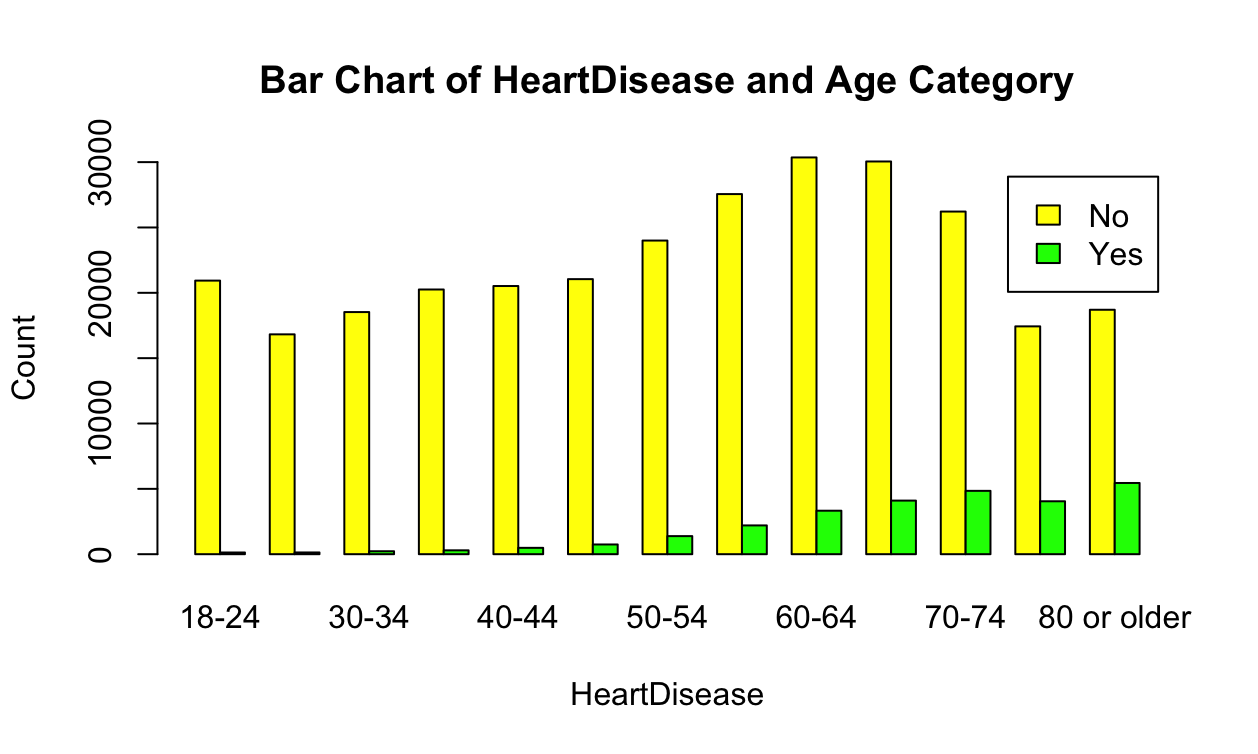 Bar Chart of HeartDisease and Age Category
Count
30000
20000
10000
0
No
Yes
18-24 30-34 40-44 50-54 60-64 70-74 80 or older
HeartDisease